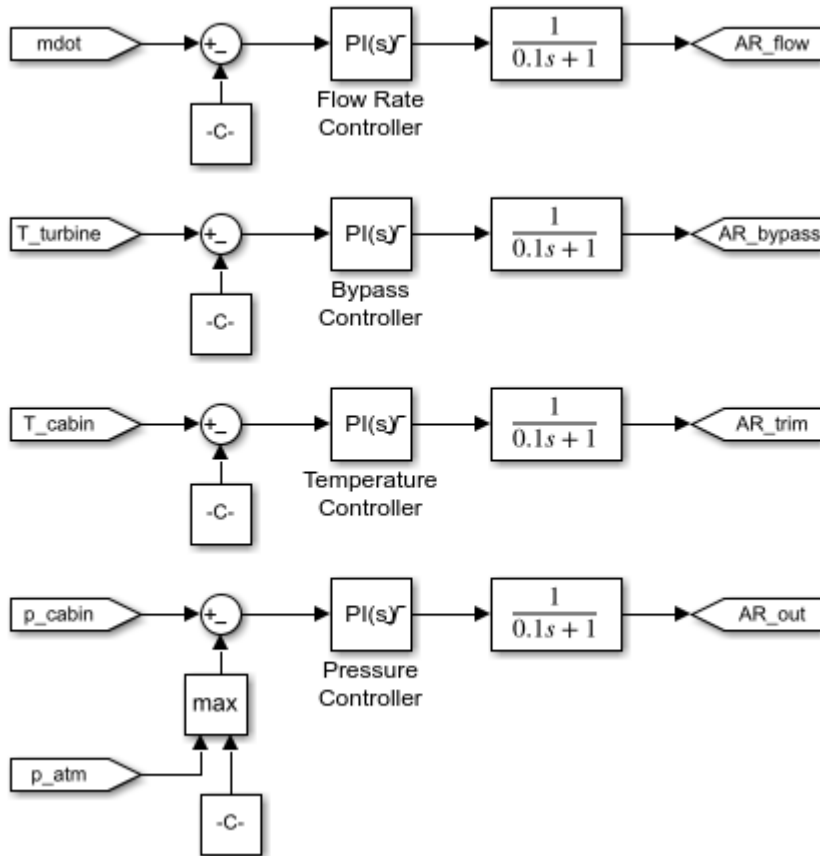 mdot
+
-
PI(s)
1
0.1s + 1
AR_flow
-C-
Flow Rate
Controller
T_turbine
+
-
PI(s)
1
0.1s + 1
AR_bypass
-C-
Bypass
Controller
T_cabin
+
-
PI(s)
1
0.1s + 1
AR_trim
-C-
Temperature
Controller
p_cabin
+
-
PI(s)
1
0.1s + 1
AR_out
max
Pressure
Controller
p_atm
-C-